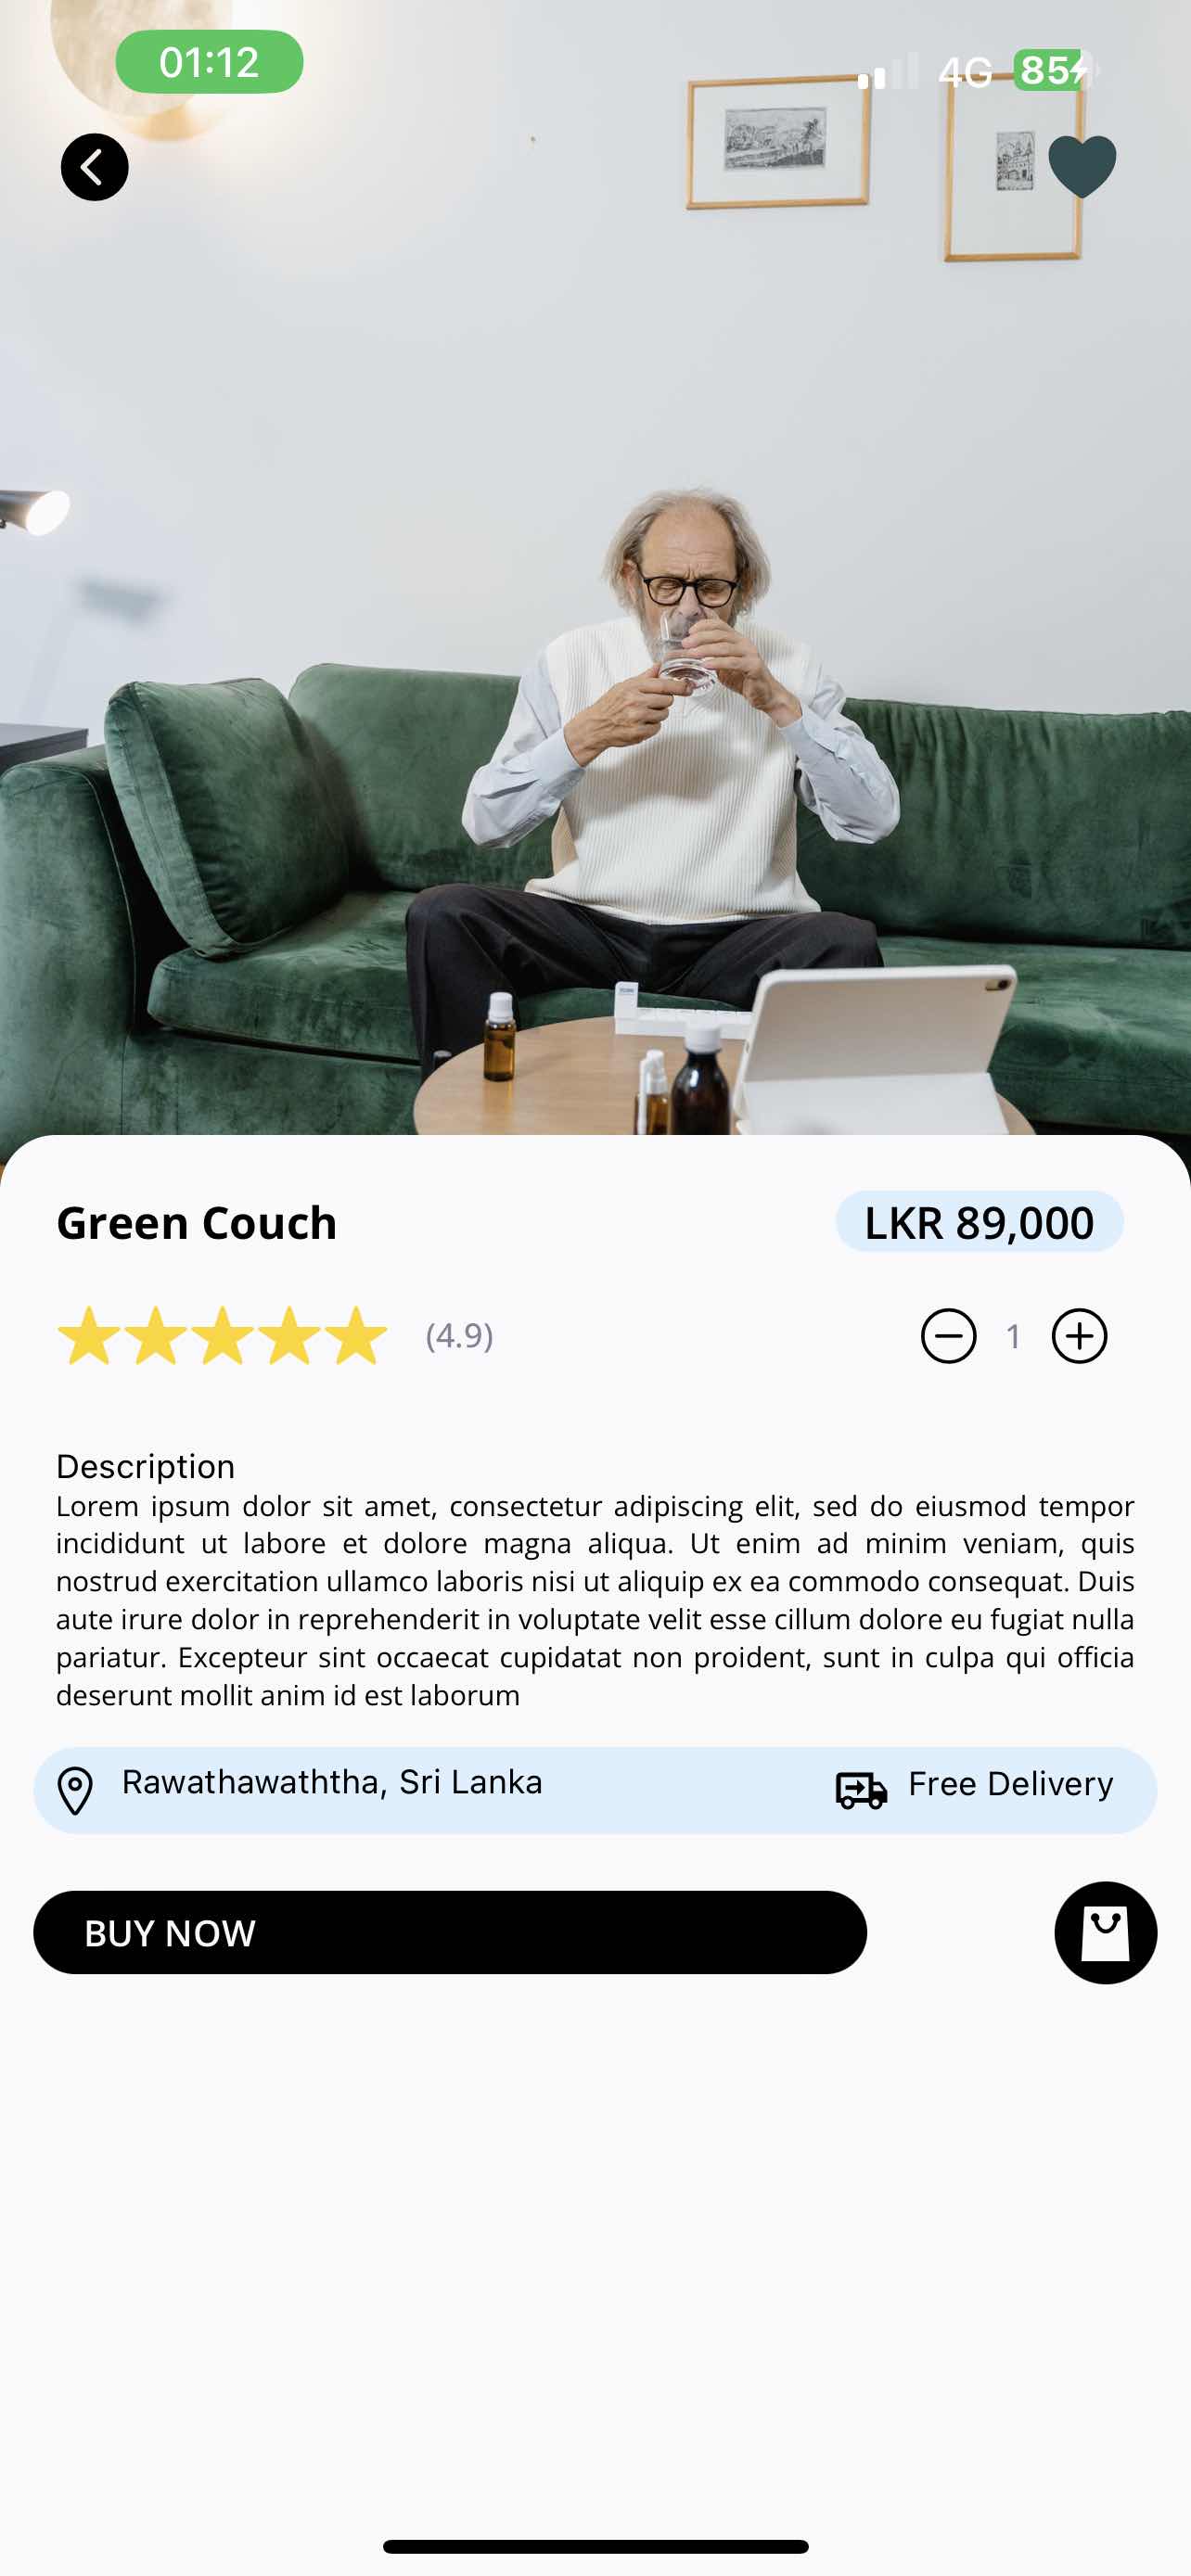 01:12
4G
85
Green Couch
LKR 89,000
(4.9)
1
Description
Lorem ipsum dolor sit amet, consectetur adipiscing elit, sed do eiusmod tempor
incididunt ut labore et dolore magna aliqua. Ut enim ad minim veniam, quis
nostrud exercitation ullamco laboris nisi ut aliquip ex ea commodo consequat. Duis
aute irure dolor in reprehenderit in voluptate velit esse cillum dolore eu fugiat nulla
pariatur. Excepteur sint occaecat cupidatat non proident, sunt in culpa qui officia
deserunt mollit anim id est laborum
Rawathawaththa, Sri Lanka
Free Delivery
BUY NOW